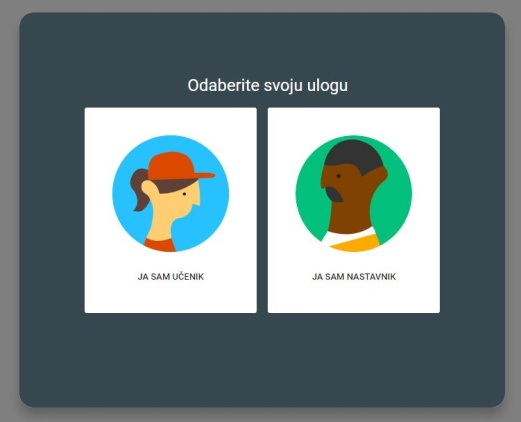 Odaberite svoju ulogu
JA SAM UČENIK
JA SAM NASTAVNIK